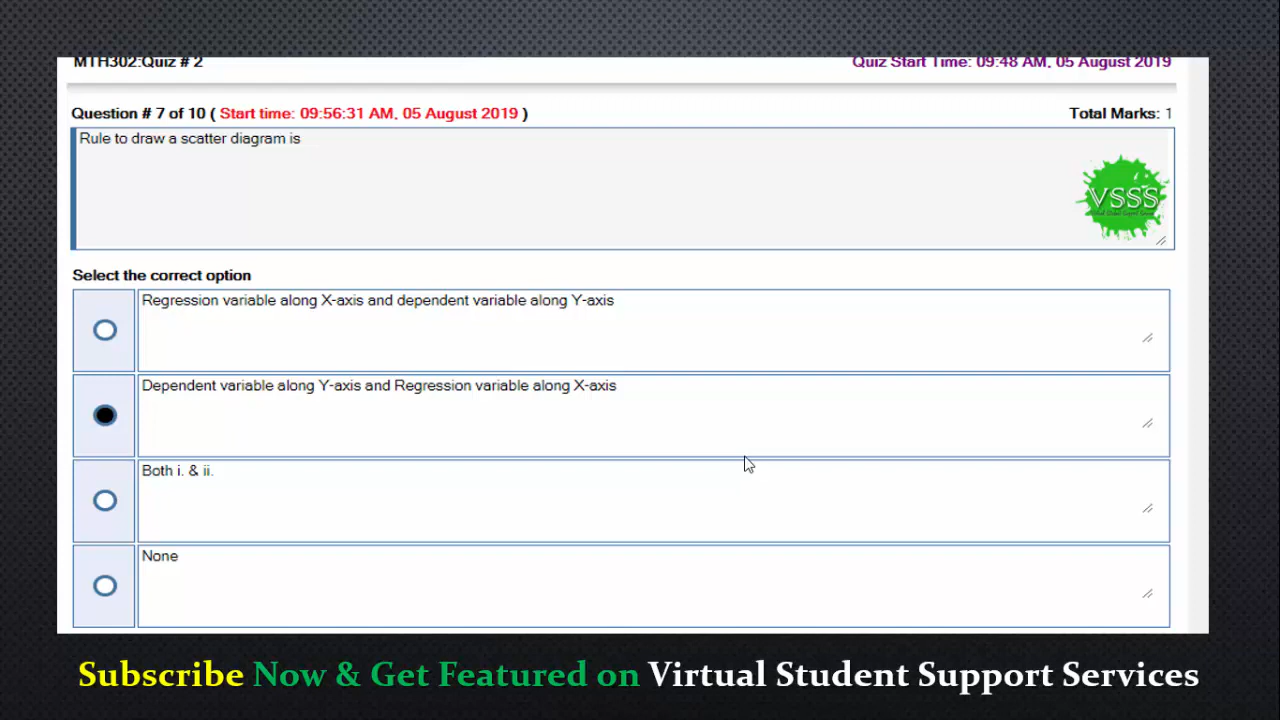 MTH302:Quiz # 2 Quiz Start Time: 09:48 AM, 05 August 2019
Question # 7 of 10 ( Start time: 09:56:31 AM, 05 August 2019 ) Total Marks: 1
Rule to draw a scatter diagram is
VSSS
Select the correct option
Regression variable along X-axis and dependent variable along Y-axis
Dependent variable along Y-axis and Regression variable along X-axis
Both i. & ii.
None
Subscribe Now & Get Featured on Virtual Student Support Services